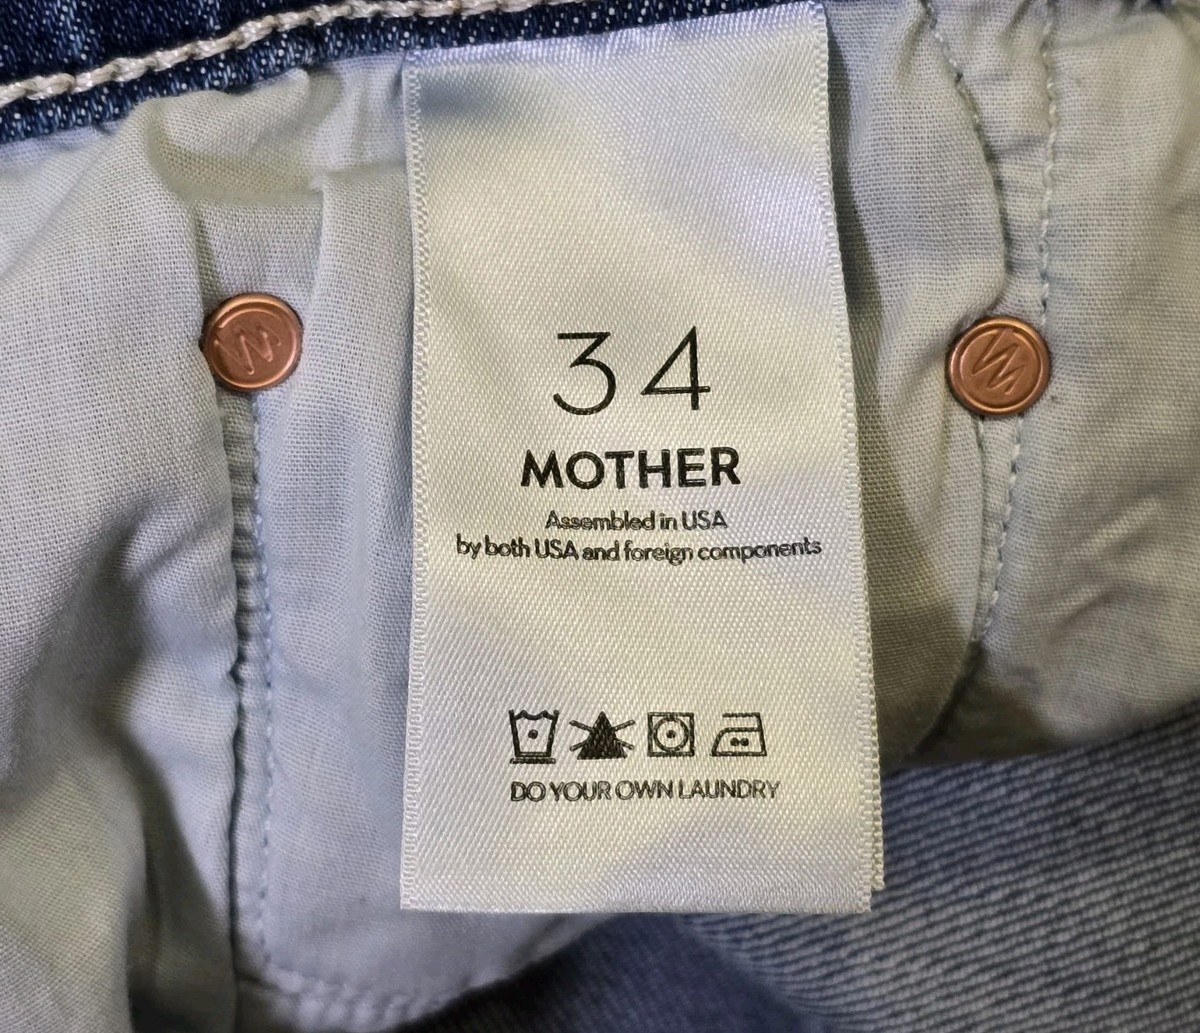 34
MOTHER
Assembled in USA
by both USA and foreign components
DO YOUR OWN LAUNDRY